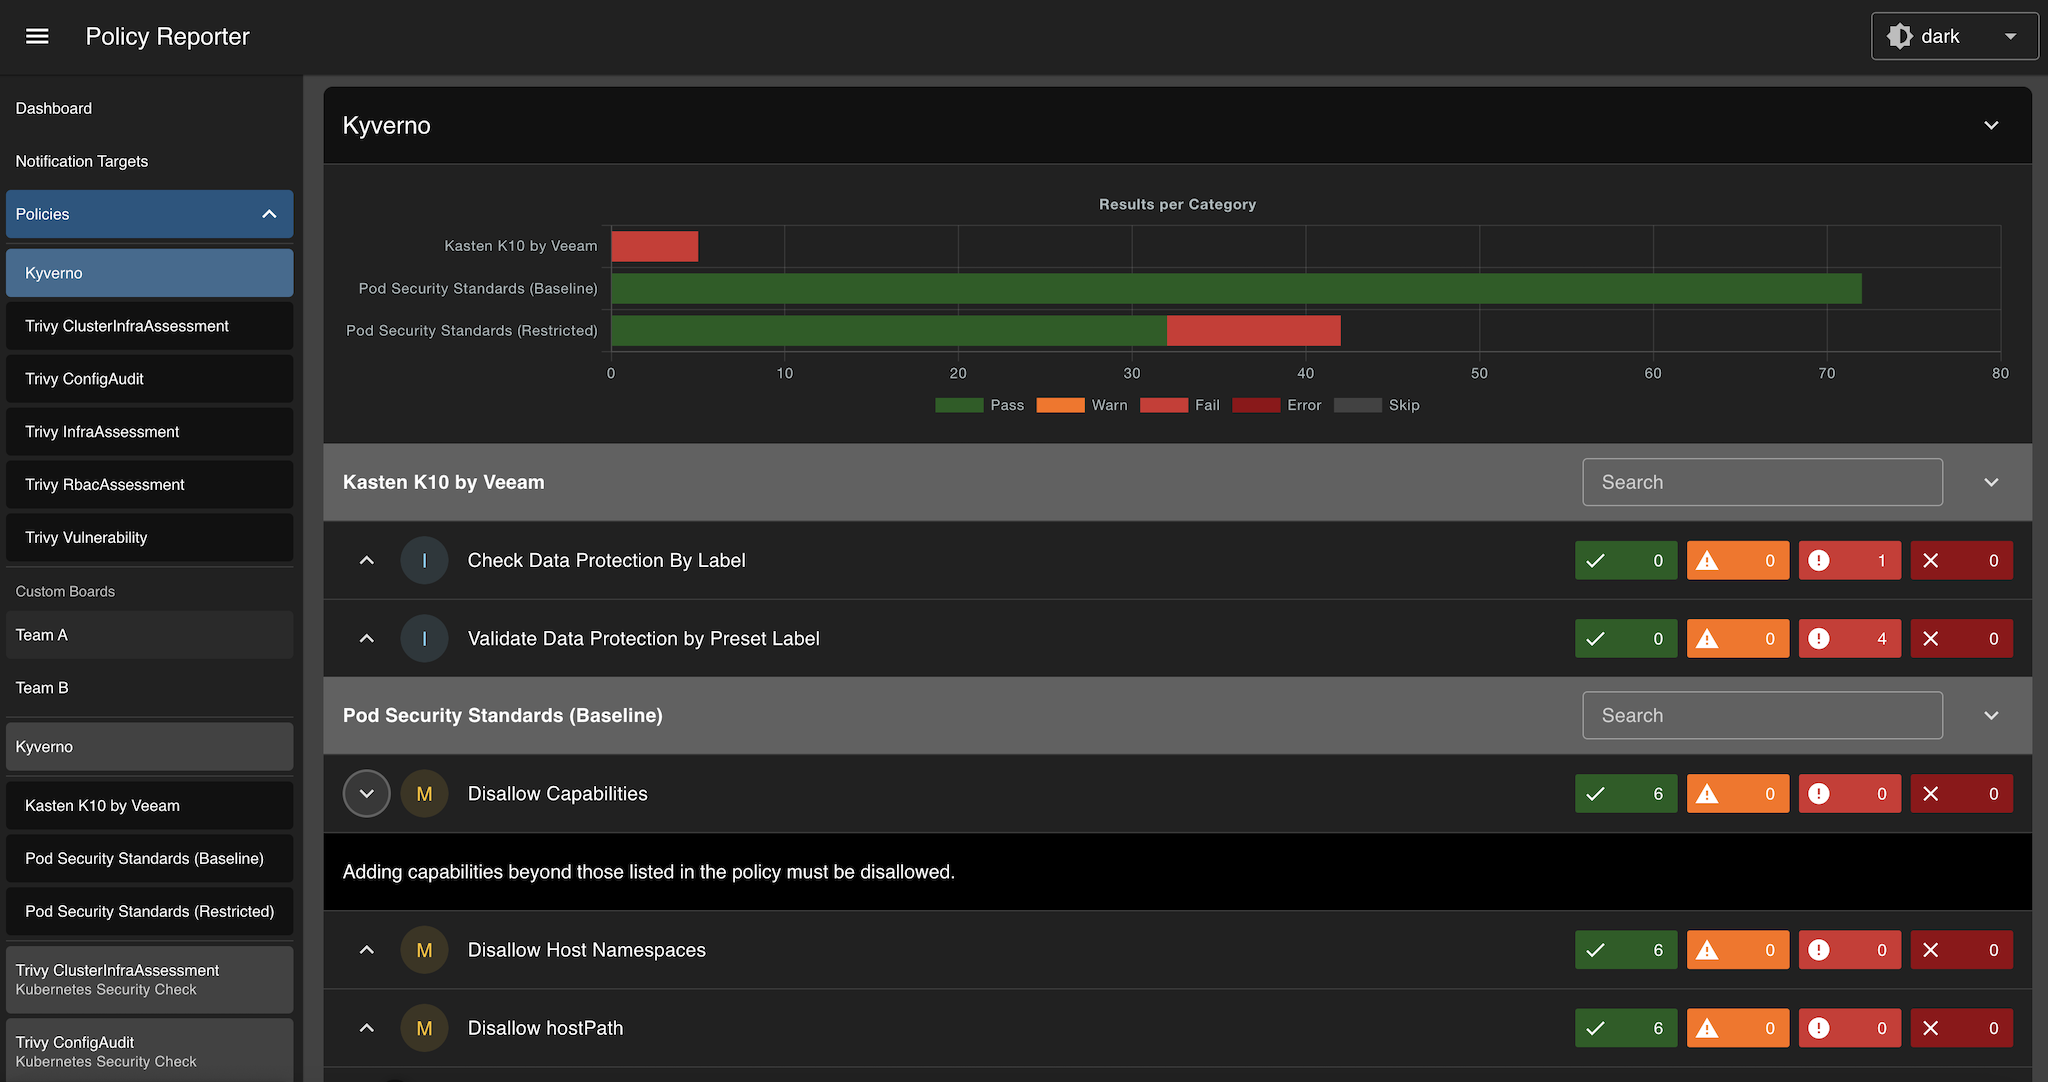 Policy Reporter
dark
Dashboard
Notification Targets
Policies
Kyverno
Trivy ClusterInfraAssessment
Trivy ConfigAudit
Trivy InfraAssessment
Trivy RbacAssessment
Trivy Vulnerability
Custom Boards
Team A
Team B
Kyverno
Kasten K10 by Veeam
Pod Security Standards (Baseline)
Pod Security Standards (Restricted)
Trivy ClusterInfraAssessment
Kubernetes Security Check
Trivy ConfigAudit
Kubernetes Security Check
Kyverno
Results per Category
Kasten K10 by Veeam
Pod Security Standards (Baseline)
Pod Security Standards (Restricted)
0 10 20 30 40 50 60 70 80
Pass Warn Fail Error Skip
Kasten K10 by Veeam Search
I Check Data Protection By Label 0 0 1 0
I Validate Data Protection by Preset Label 0 0 4 0
Pod Security Standards (Baseline) Search
M Disallow Capabilities 6 0 0 0
Adding capabilities beyond those listed in the policy must be disallowed.
M Disallow Host Namespaces 6 0 0 0
M Disallow hostPath 6 0 0 0